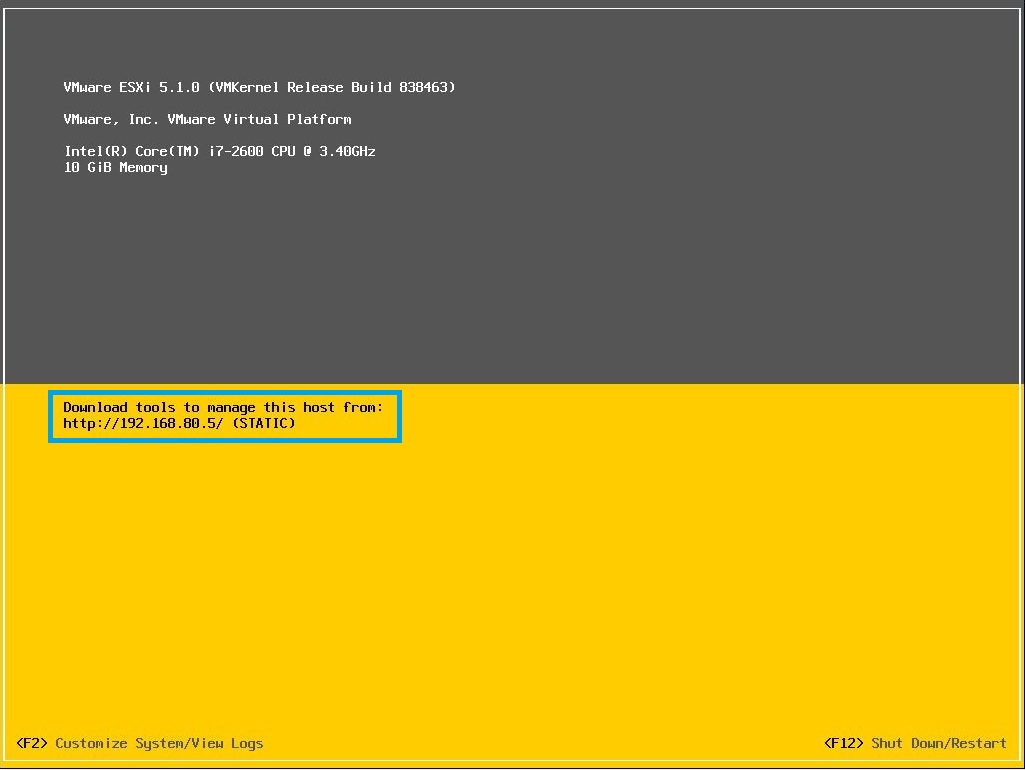 VMware ESXi 5.1.0 (VMKernel Release Build 838463)
VMware, Inc. VMware Virtual Platform
Intel(R) Core(TM) i7-2600 CPU @ 3.40GHz
10 GiB Memory
Download tools to manage this host from:
http://192.168.80.5/ (STATIC)
<F2> Customize System/View Logs
<F12> Shut Down/Restart